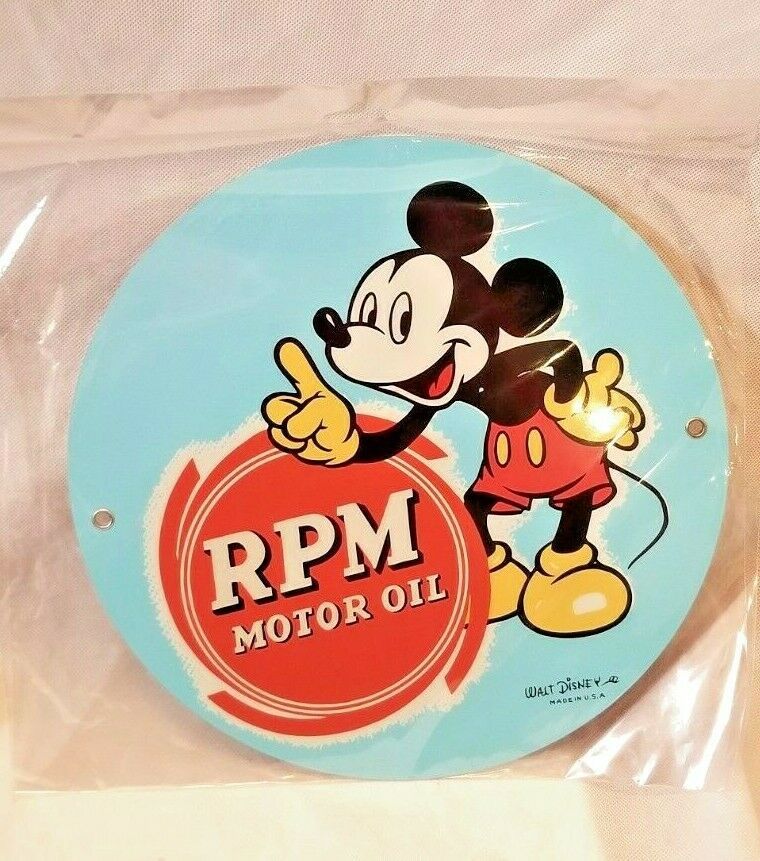 RPM
MOTOR OIL
WALT DISNEY
MADE IN U.S.A